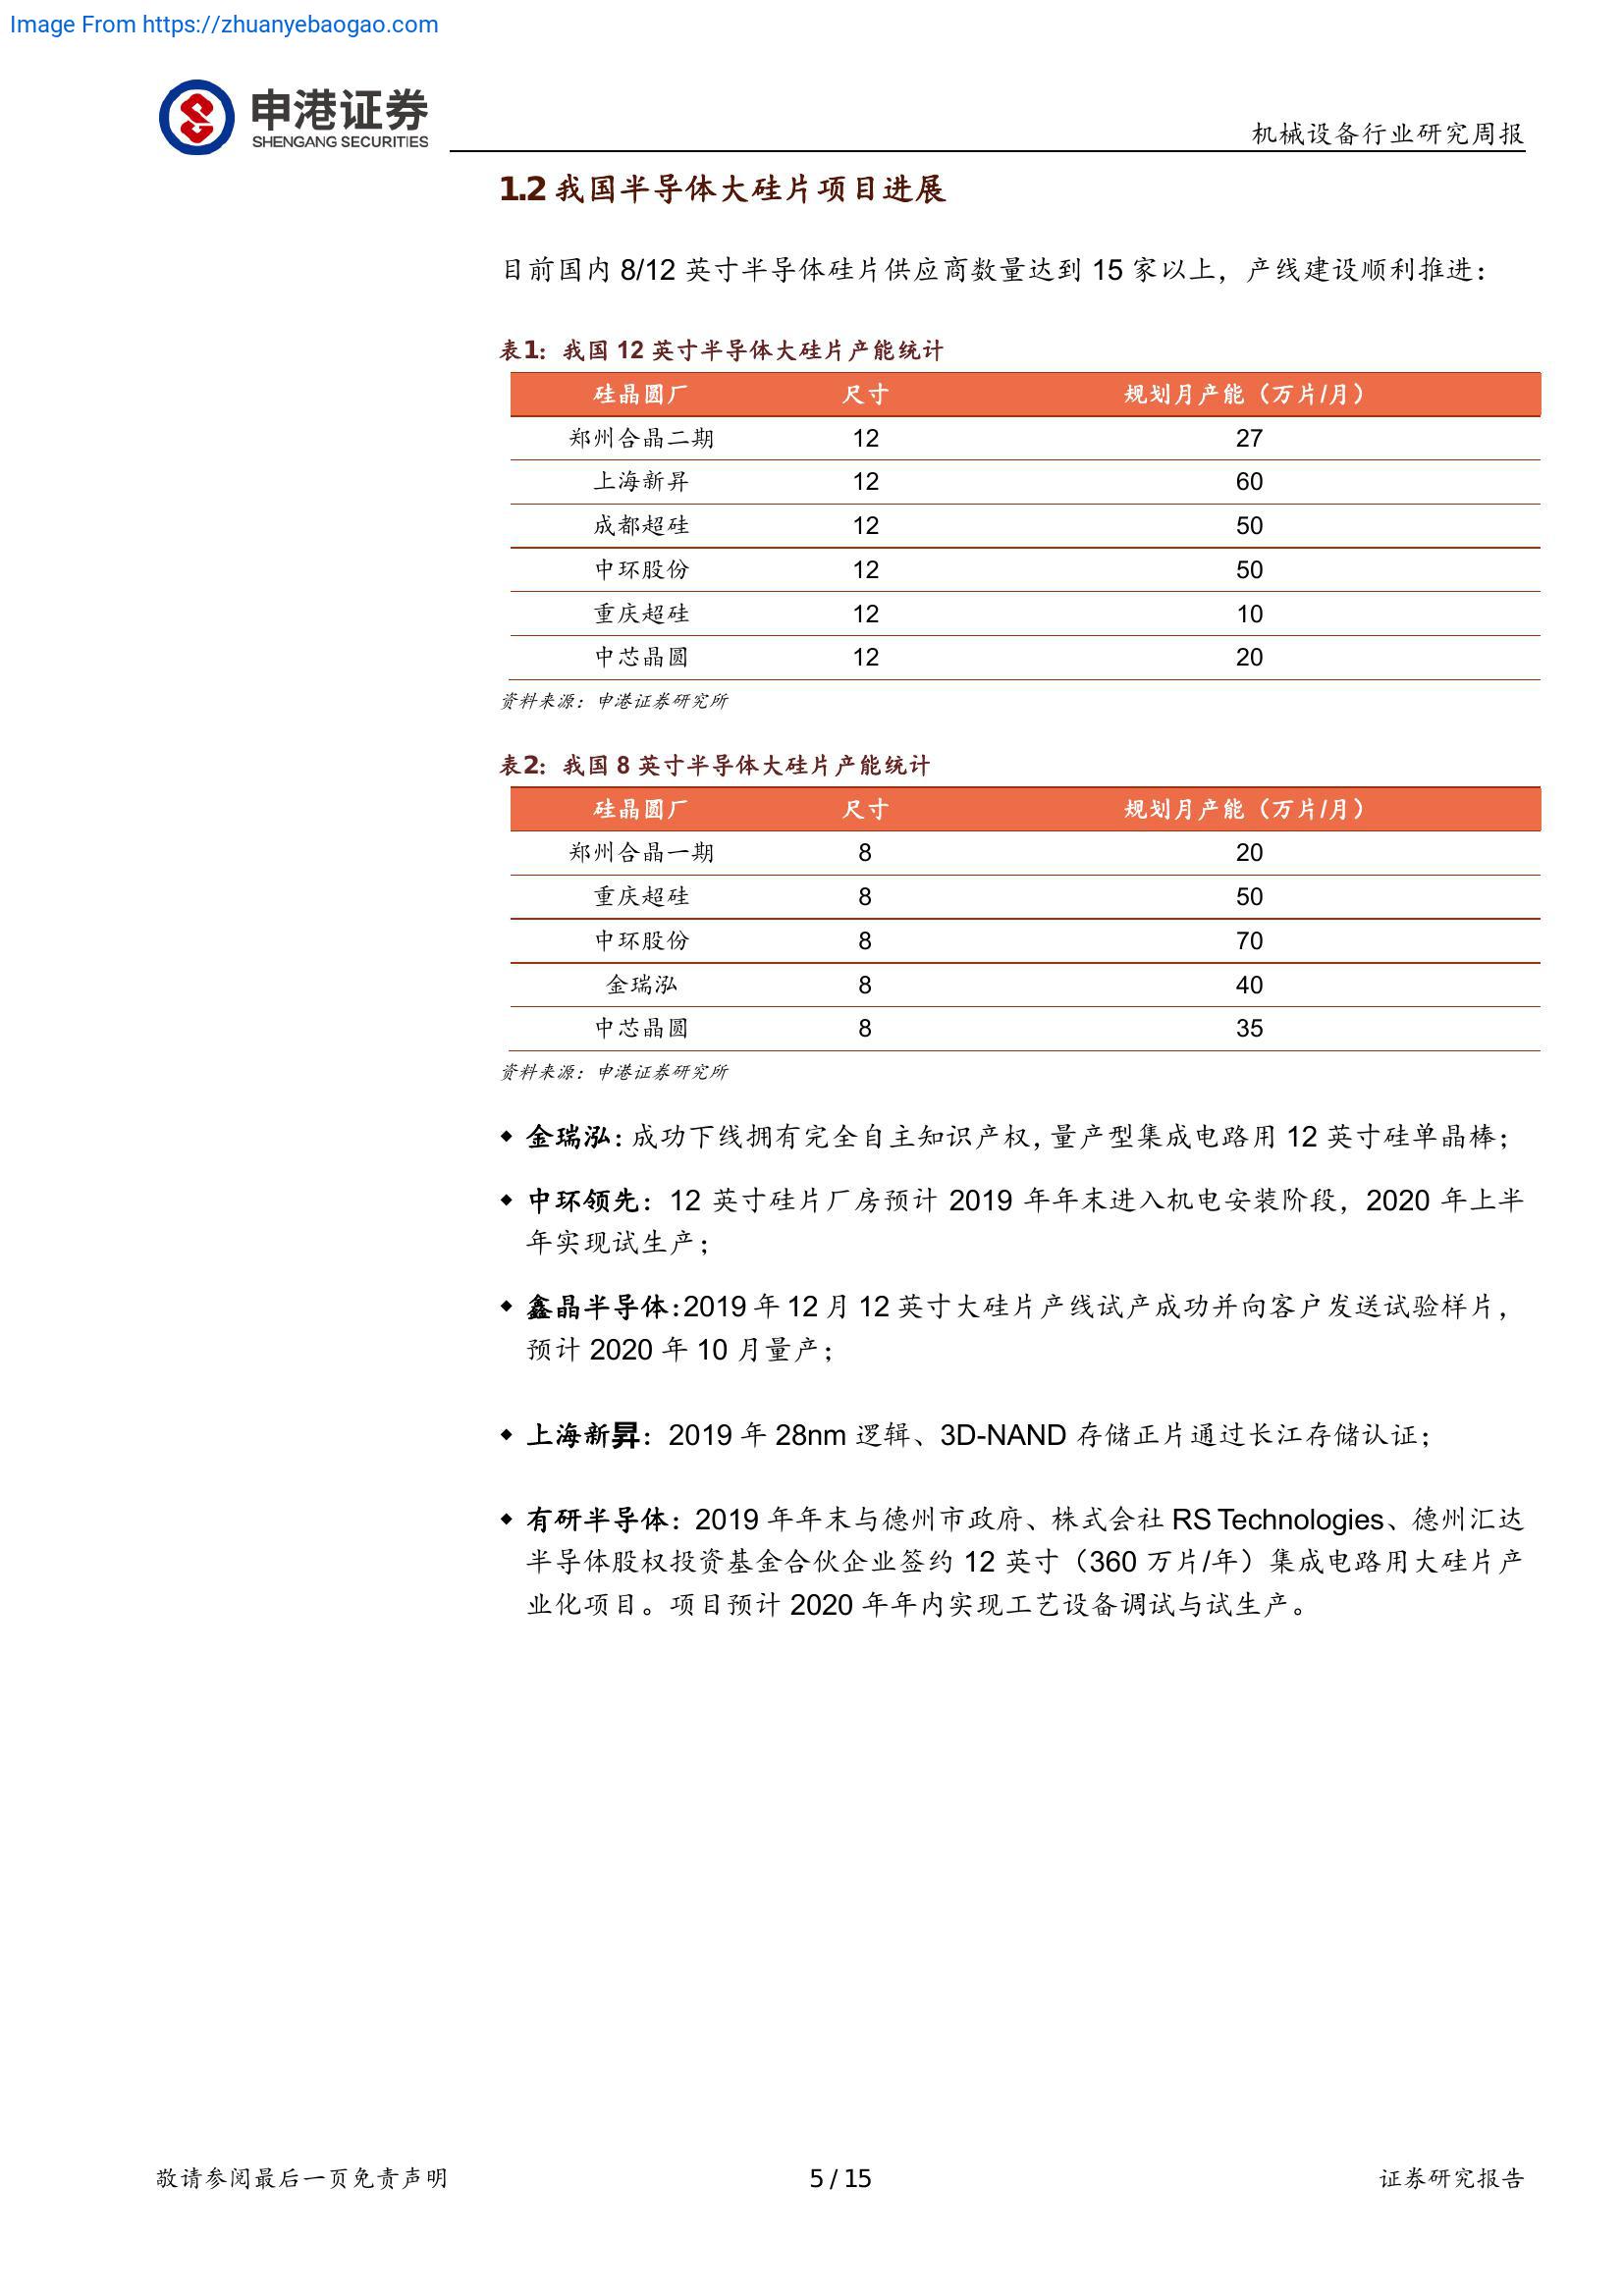 Image From https://zhuanyebaogao.com
申港证券
SHENGANG SECURITIES
机械设备行业研究周报
1.2 我国半导体大硅片项目进展
目前国内 8/12 英寸半导体硅片供应商数量达到 15 家以上，产线建设顺利推进：
表1： 我国 12 英寸半导体大硅片产能统计
硅晶圆厂 尺寸 规划月产能（万片/月）
郑州合晶二期 12 27
上海新昇 12 60
成都超硅 12 50
中环股份 12 50
重庆超硅 12 10
中芯晶圆 12 20
资料来源：申港证券研究所
表2： 我国 8 英寸半导体大硅片产能统计
硅晶圆厂 尺寸 规划月产能（万片/月）
郑州合晶一期 8 20
重庆超硅 8 50
中环股份 8 70
金瑞泓 8 40
中芯晶圆 8 35
资料来源：申港证券研究所
◆ 金瑞泓：成功下线拥有完全自主知识产权，量产型集成电路用 12 英寸硅单晶棒；
◆ 中环领先：12 英寸硅片厂房预计 2019 年年末进入机电安装阶段，2020 年上半
年实现试生产；
◆ 鑫晶半导体：2019 年 12 月 12 英寸大硅片产线试产成功并向客户发送试验样片，
预计 2020 年 10 月量产；
◆ 上海新昇：2019 年 28nm 逻辑、3D-NAND 存储正片通过长江存储认证；
◆ 有研半导体：2019 年年末与德州市政府、株式会社 RS Technologies、德州汇达
半导体股权投资基金合伙企业签约 12 英寸（360 万片/年）集成电路用大硅片产
业化项目。项目预计 2020 年年内实现工艺设备调试与试生产。
敬请参阅最后一页免责声明 5 / 15 证券研究报告